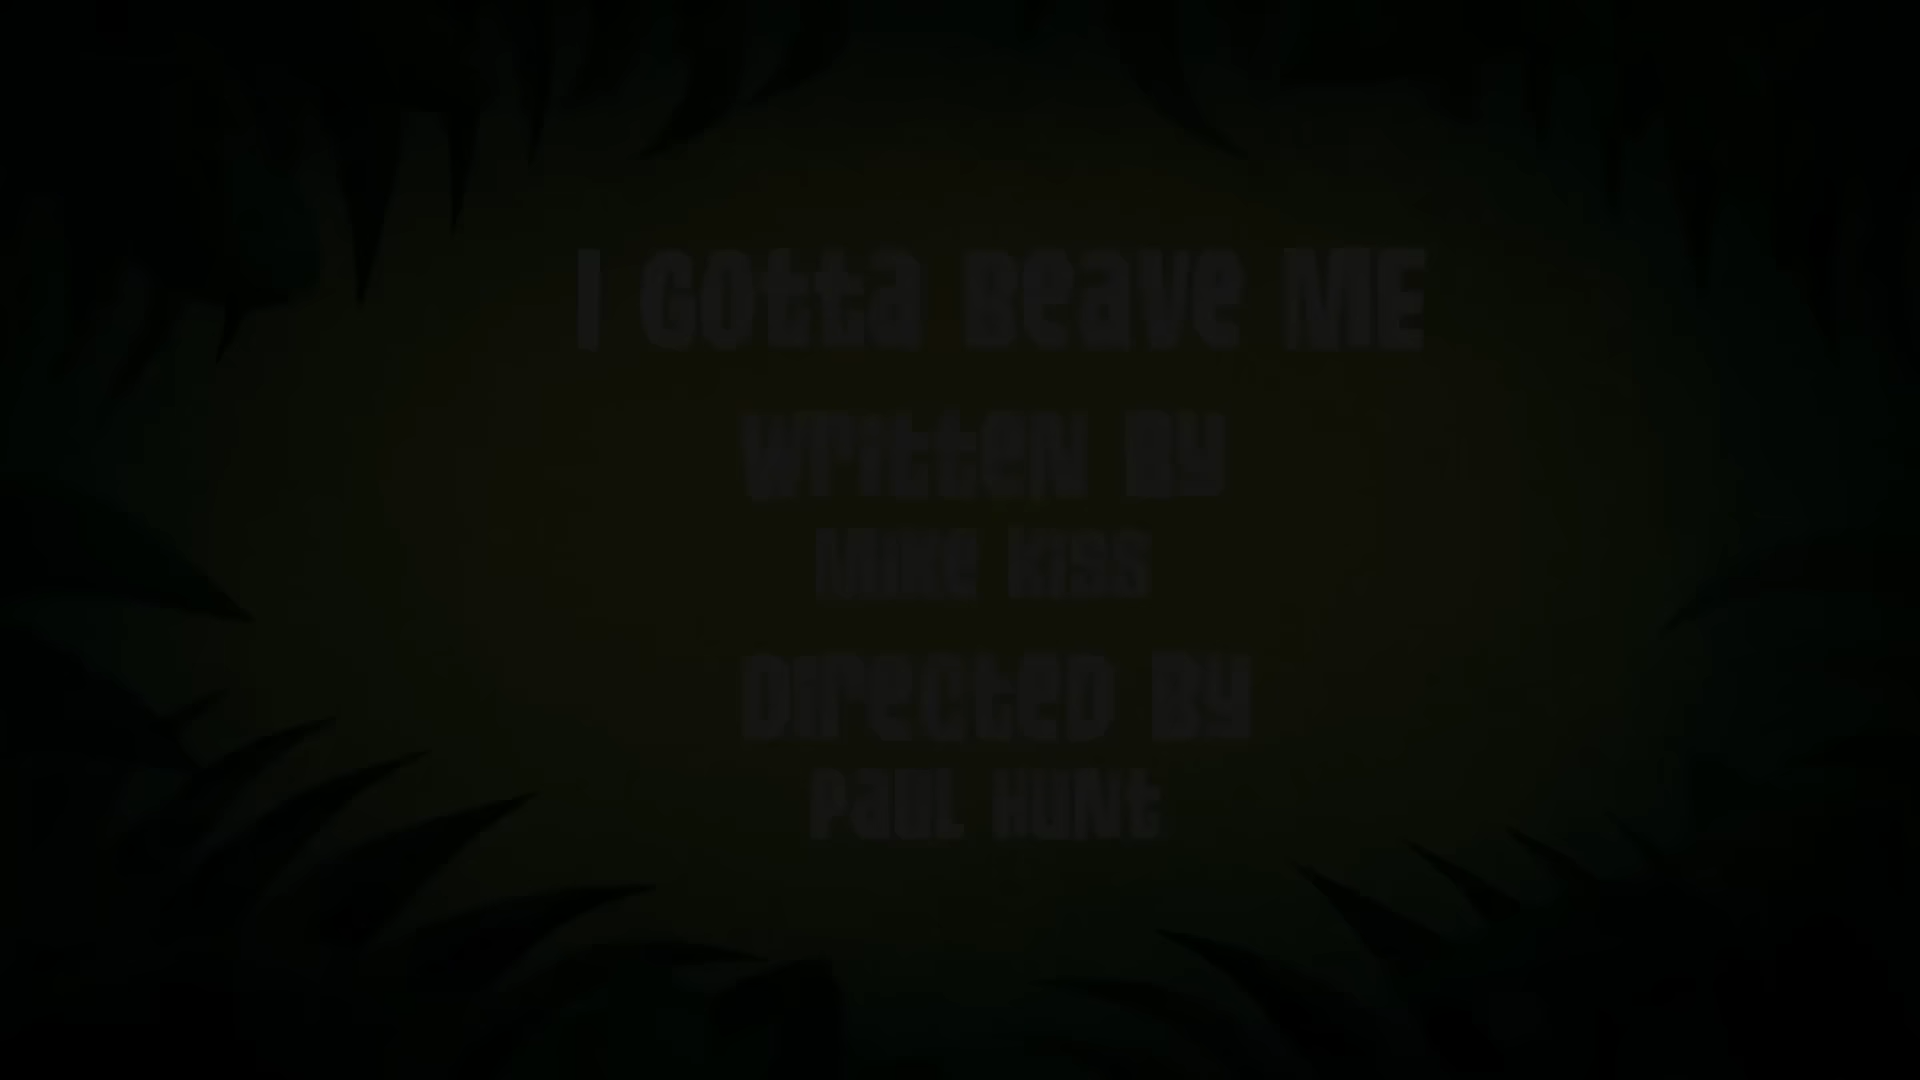 I Gotta Beave Me
Written By
Mike Kiss
Directed By
Paul Hunt